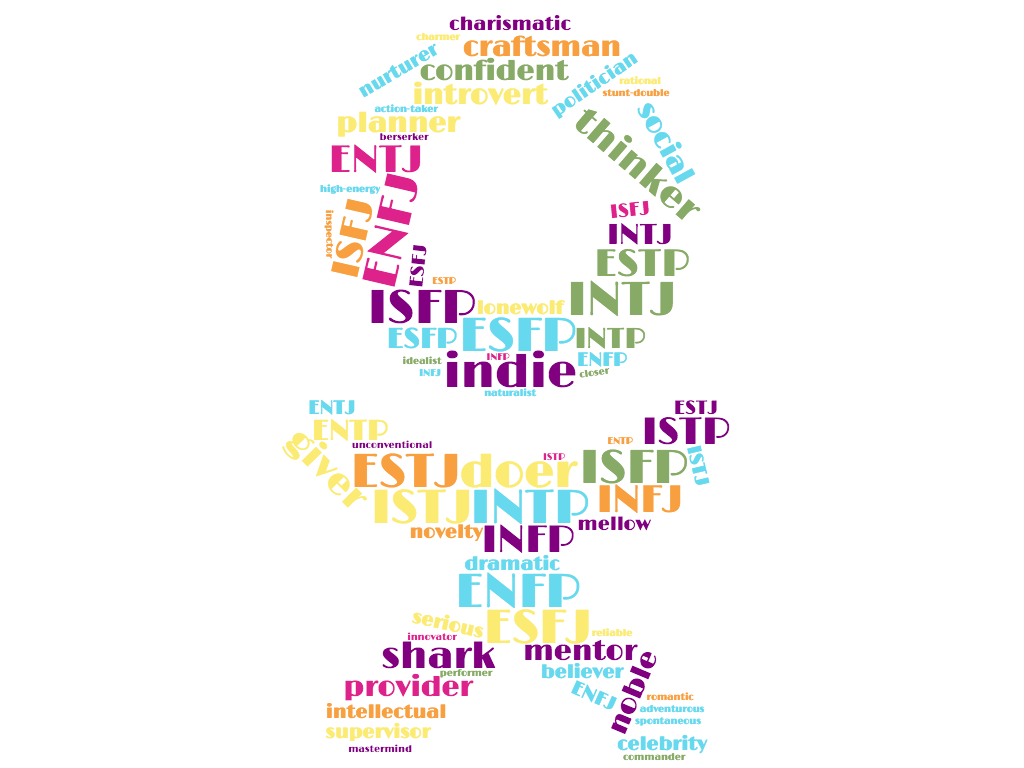 charismatic
charmer
craftsman
nurturer
confident
politician
rational
introvert
stunt-double
action-taker
planner
social
thinker
berserker
ENTJ
high-energy
ENFJ
ISFJ
inspector
ISFJ
INTJ
ESFJ
ESTP
ESTP
ISFP
lonewolf
INTJ
ESFP
ESFP
INTP
idealist
INFP
ENFP
INFJ
indie
closer
naturalist
ENTJ
ESTJ
ENTP
ISTP
giver
unconventional
ENTP
ESTJ
doer
ISTP
ISFP
ISTJ
ISTJ
INTP
INFJ
novelty
INFP
mellow
dramatic
ENFP
serious
ESFJ
reliable
innovator
shark
mentor
performer
believer
noble
provider
ENFJ
romantic
intellectual
adventurous
spontaneous
supervisor
celebrity
mastermind
commander